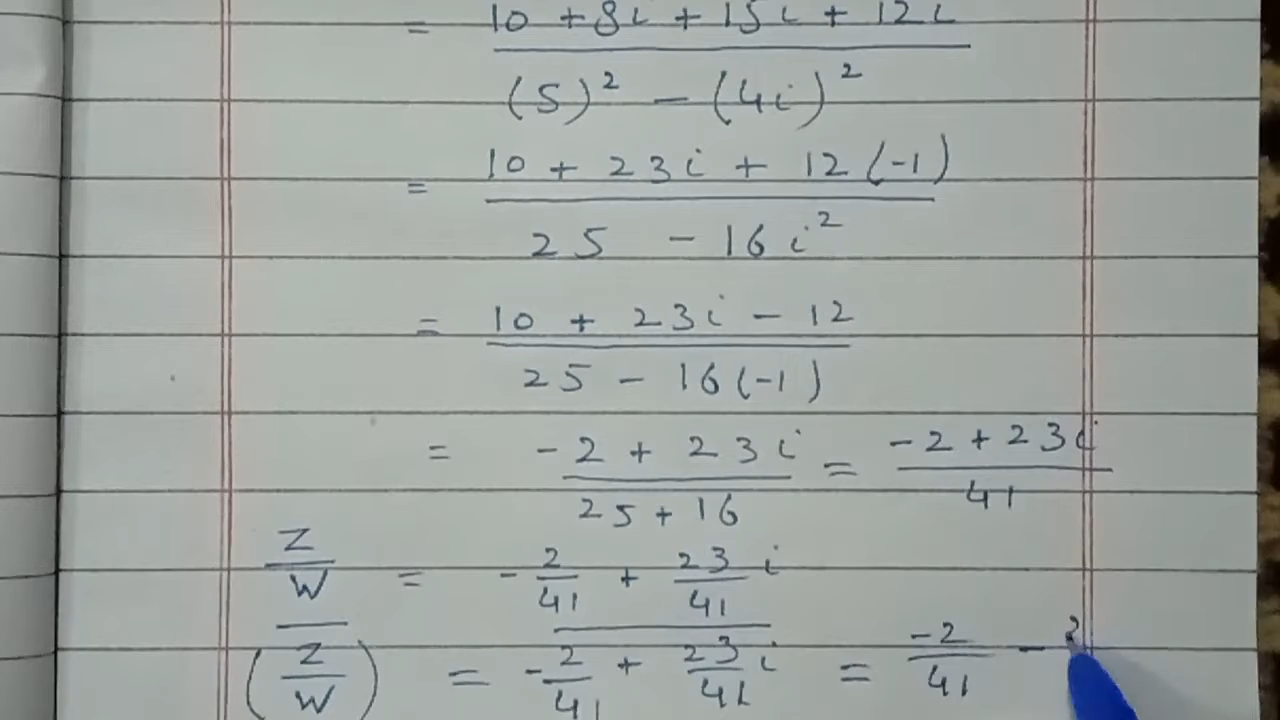 = 10 + 8i + 15i + 12i / (5)² - (4i)²
= 10 + 23i + 12(-1) / 25 - 16i²
= 10 + 23i - 12 / 25 - 16(-1)
= -2 + 23i / 25 + 16 = -2 + 23i / 41
Z/W = -2/41 + 23/41 i
(Z/W) = -2/41 + 23/41 i = -2/41 -